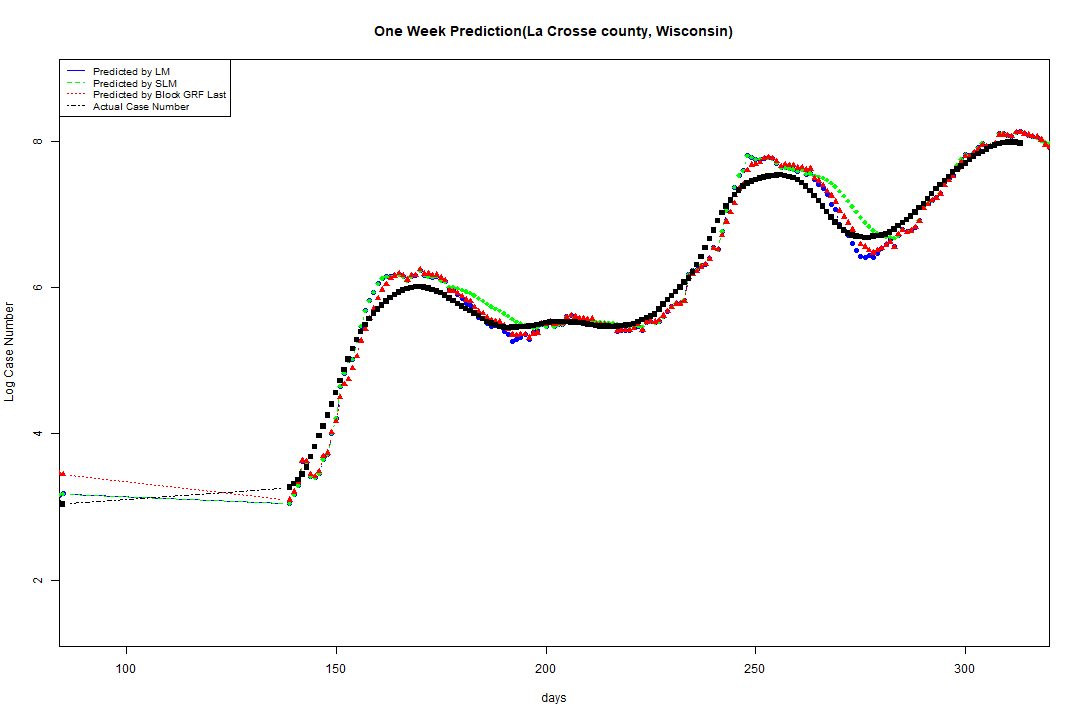 One Week Prediction(La Crosse county, Wisconsin)
Predicted by LM
Predicted by SLM
Predicted by Block GRF Last
Actual Case Number
8
6
4
2
Log Case Number
100 150 200 250 300
days